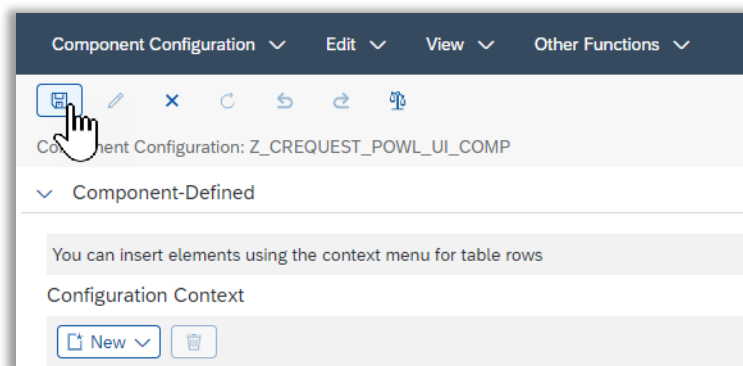 Component Configuration Edit View Other Functions
Component Configuration: Z_CREQUEST_POWL_UI_COMP
Component-Defined
You can insert elements using the context menu for table rows
Configuration Context
New